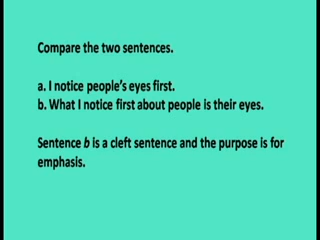 Compare the two sentences.
a. I notice people's eyes first.
b. What I notice first about people is their eyes.
Sentence b is a cleft sentence and the purpose is for
emphasis.